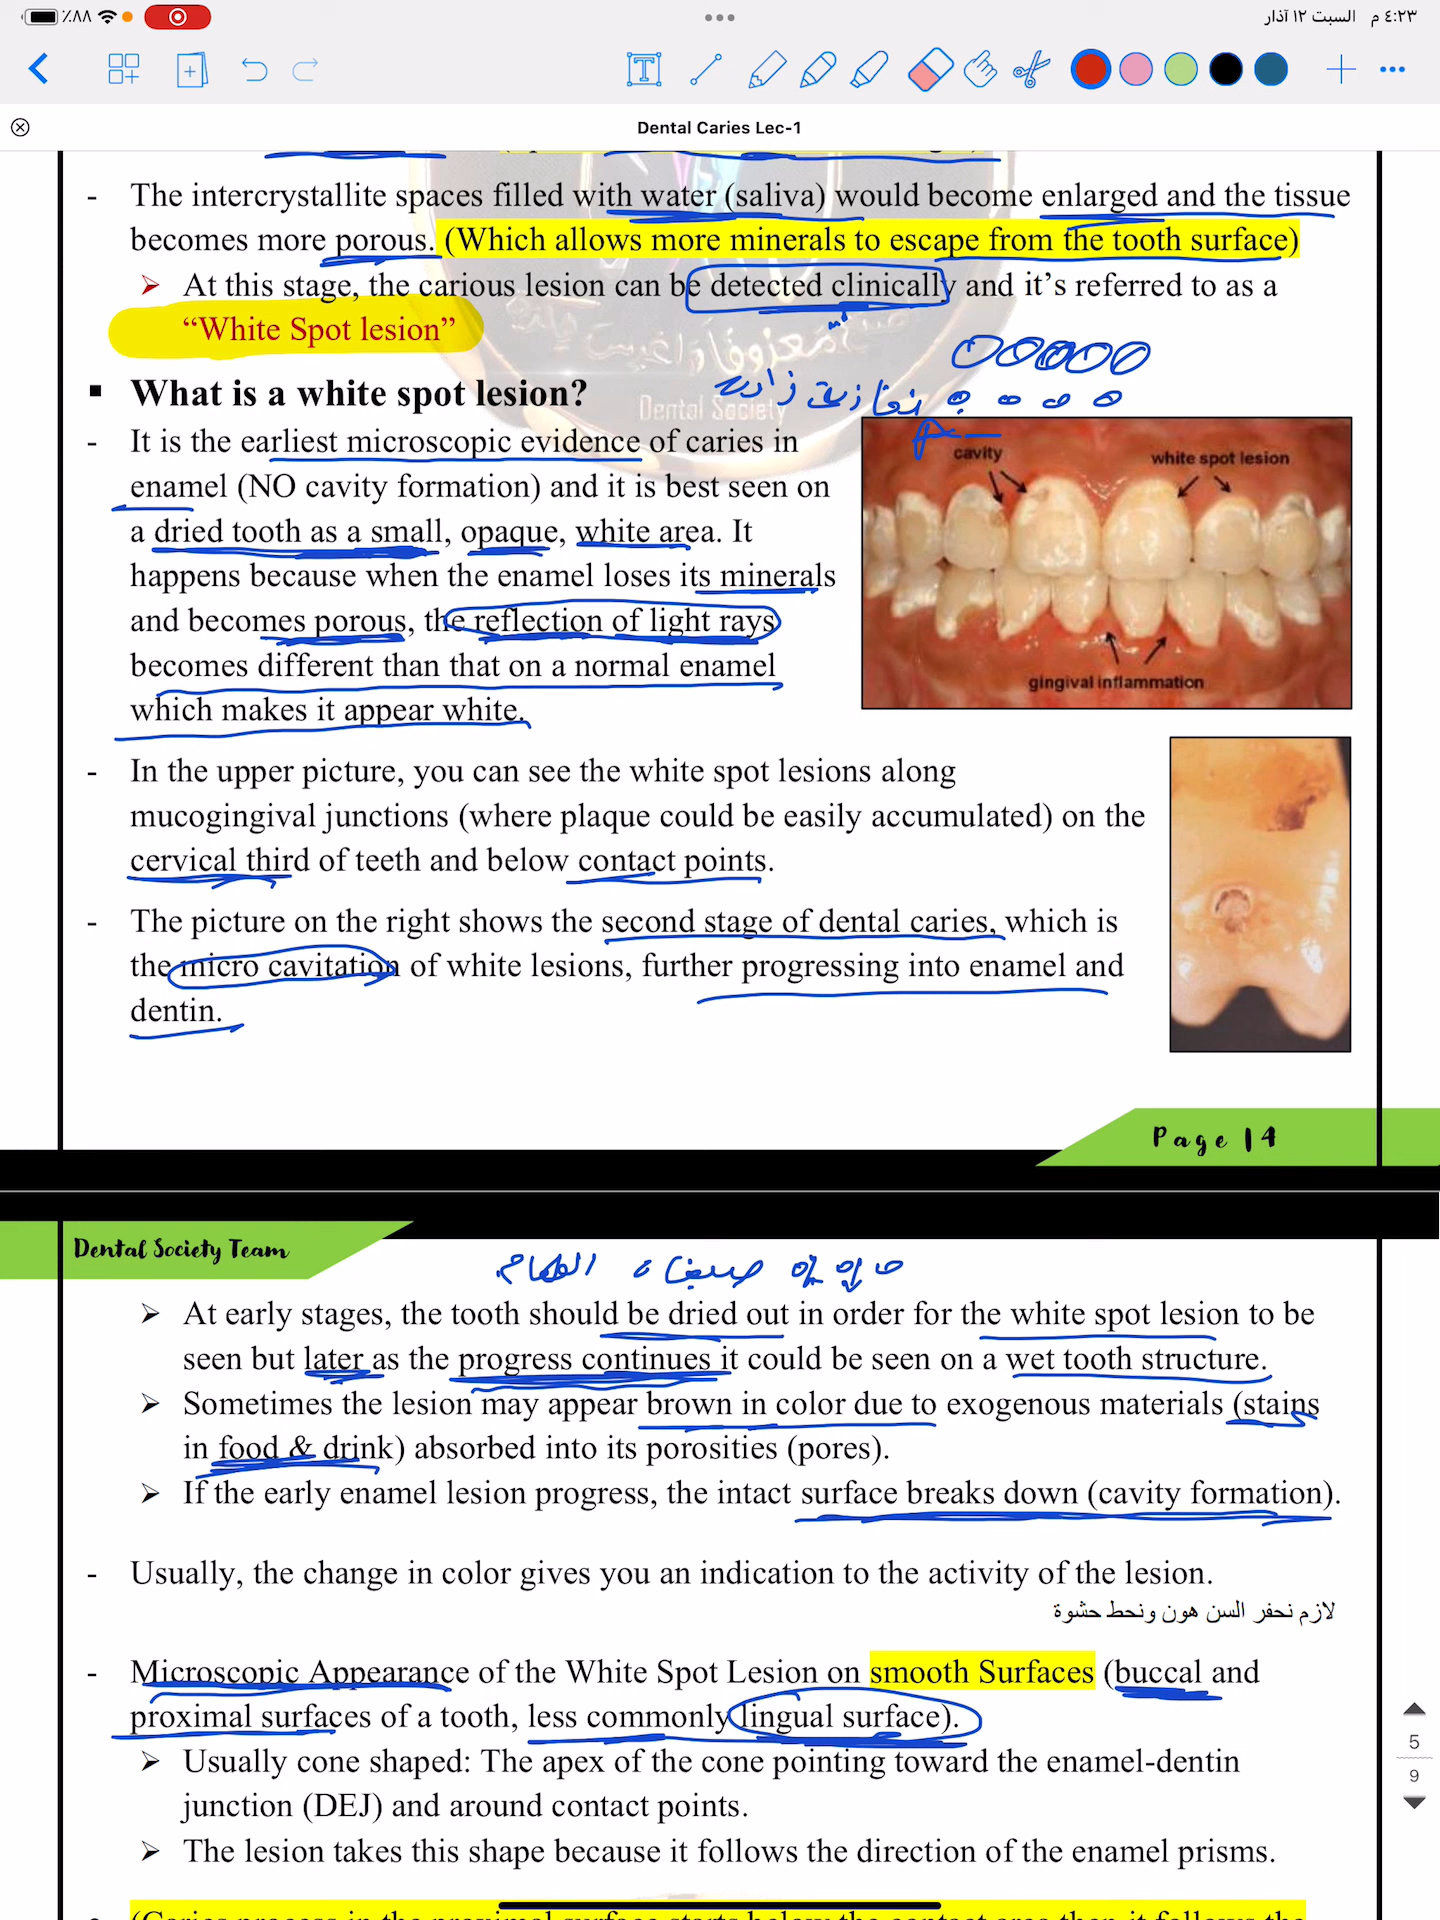 ٪٨٨
٤:٢٣ م السبت ١٢ آذار
Dental Caries Lec-1
- The intercrystallite spaces filled with water (saliva) would become enlarged and the tissue
becomes more porous. (Which allows more minerals to escape from the tooth surface)
➢ At this stage, the carious lesion can be detected clinically and it’s referred to as a
“White Spot lesion”
▪ What is a white spot lesion?
Dental Society
- It is the earliest microscopic evidence of caries in
enamel (NO cavity formation) and it is best seen on
a dried tooth as a small, opaque, white area. It
happens because when the enamel loses its minerals
and becomes porous, the reflection of light rays
becomes different than that on a normal enamel
which makes it appear white.
cavity
white spot lesion
gingival inflammation
- In the upper picture, you can see the white spot lesions along
mucogingival junctions (where plaque could be easily accumulated) on the
cervical third of teeth and below contact points.
- The picture on the right shows the second stage of dental caries, which is
the micro cavitation of white lesions, further progressing into enamel and
dentin.
Page | 4
Dental Society Team
الطعام
➢ At early stages, the tooth should be dried out in order for the white spot lesion to be
seen but later as the progress continues it could be seen on a wet tooth structure.
➢ Sometimes the lesion may appear brown in color due to exogenous materials (stains
in food & drink) absorbed into its porosities (pores).
➢ If the early enamel lesion progress, the intact surface breaks down (cavity formation).
- Usually, the change in color gives you an indication to the activity of the lesion.
لازم نحفر السن هون ونحط حشوة
- Microscopic Appearance of the White Spot Lesion on smooth Surfaces (buccal and
proximal surfaces of a tooth, less commonly lingual surface).
➢ Usually cone shaped: The apex of the cone pointing toward the enamel-dentin
junction (DEJ) and around contact points.
➢ The lesion takes this shape because it follows the direction of the enamel prisms.
5
9